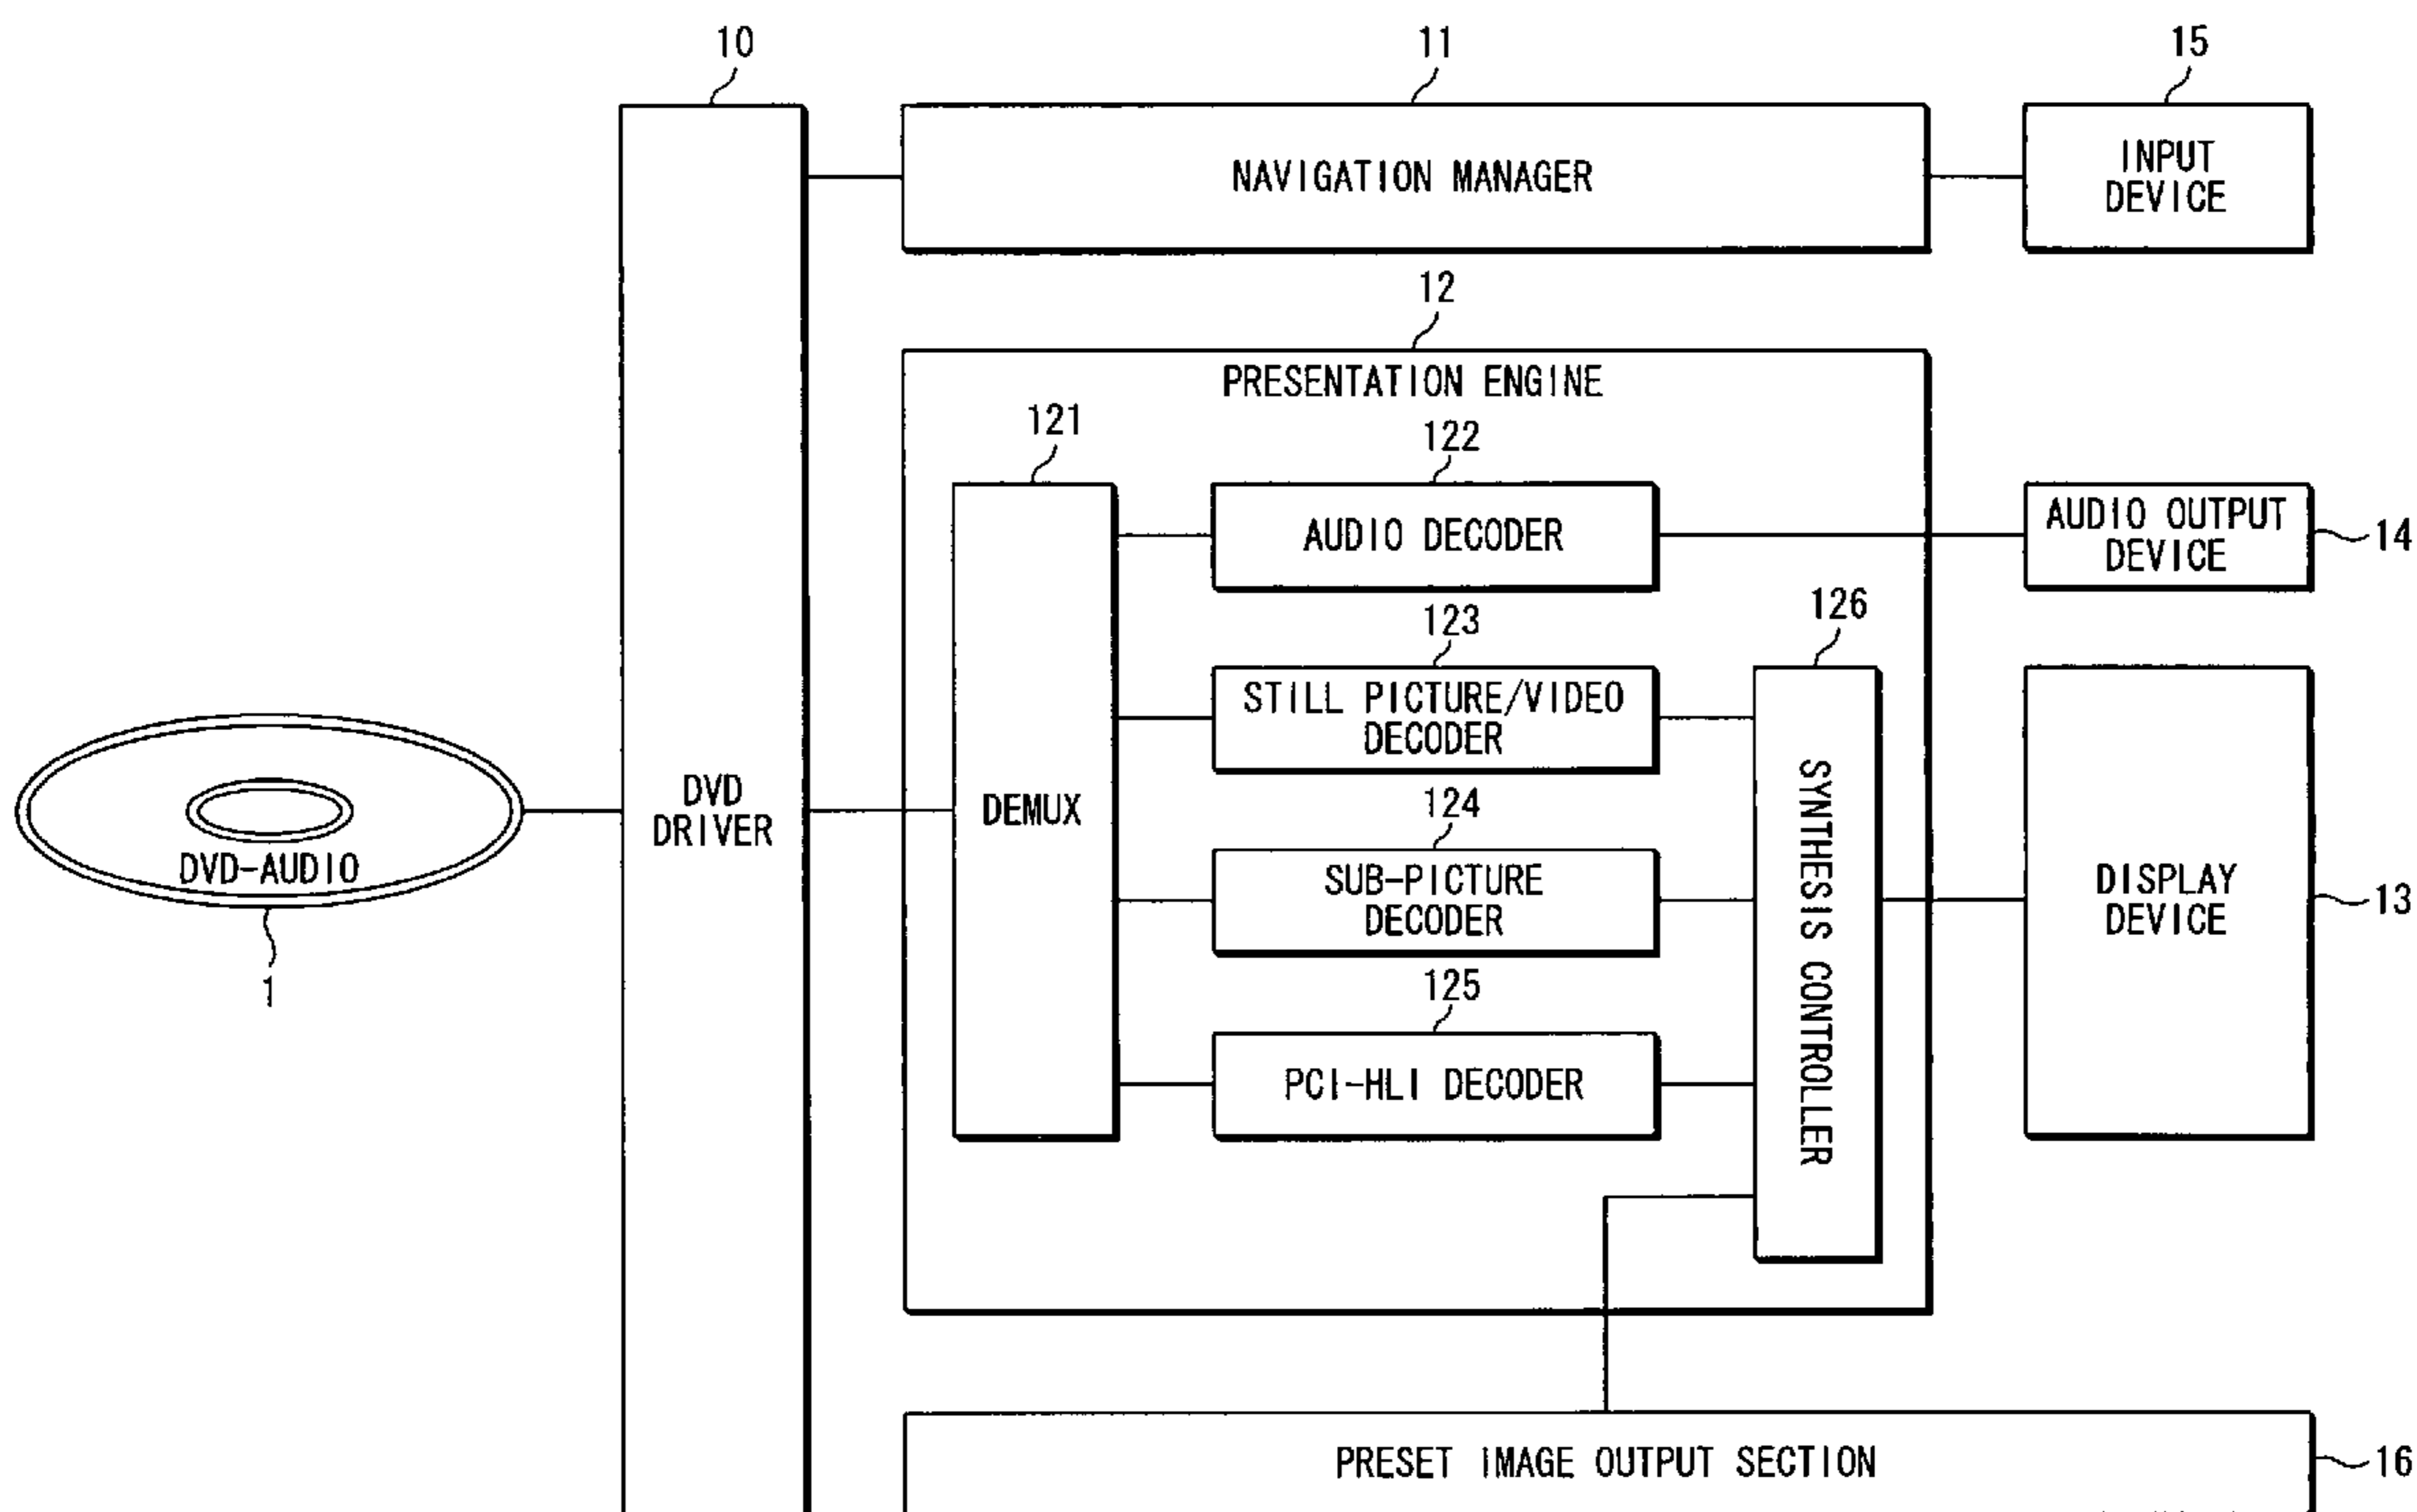 10
11
15
NAVIGATION MANAGER
INPUT
DEVICE
12
PRESENTATION ENGINE
121
122
AUDIO DECODER
AUDIO OUTPUT
DEVICE
14
123
126
STILL PICTURE/VIDEO
DECODER
DVD
DRIVER
DEMUX
124
SUB-PICTURE
DECODER
SYNTHESIS CONTROLLER
DISPLAY
DEVICE
13
DVD-AUDIO
1
125
PCI-HLI DECODER
PRESET IMAGE OUTPUT SECTION
16